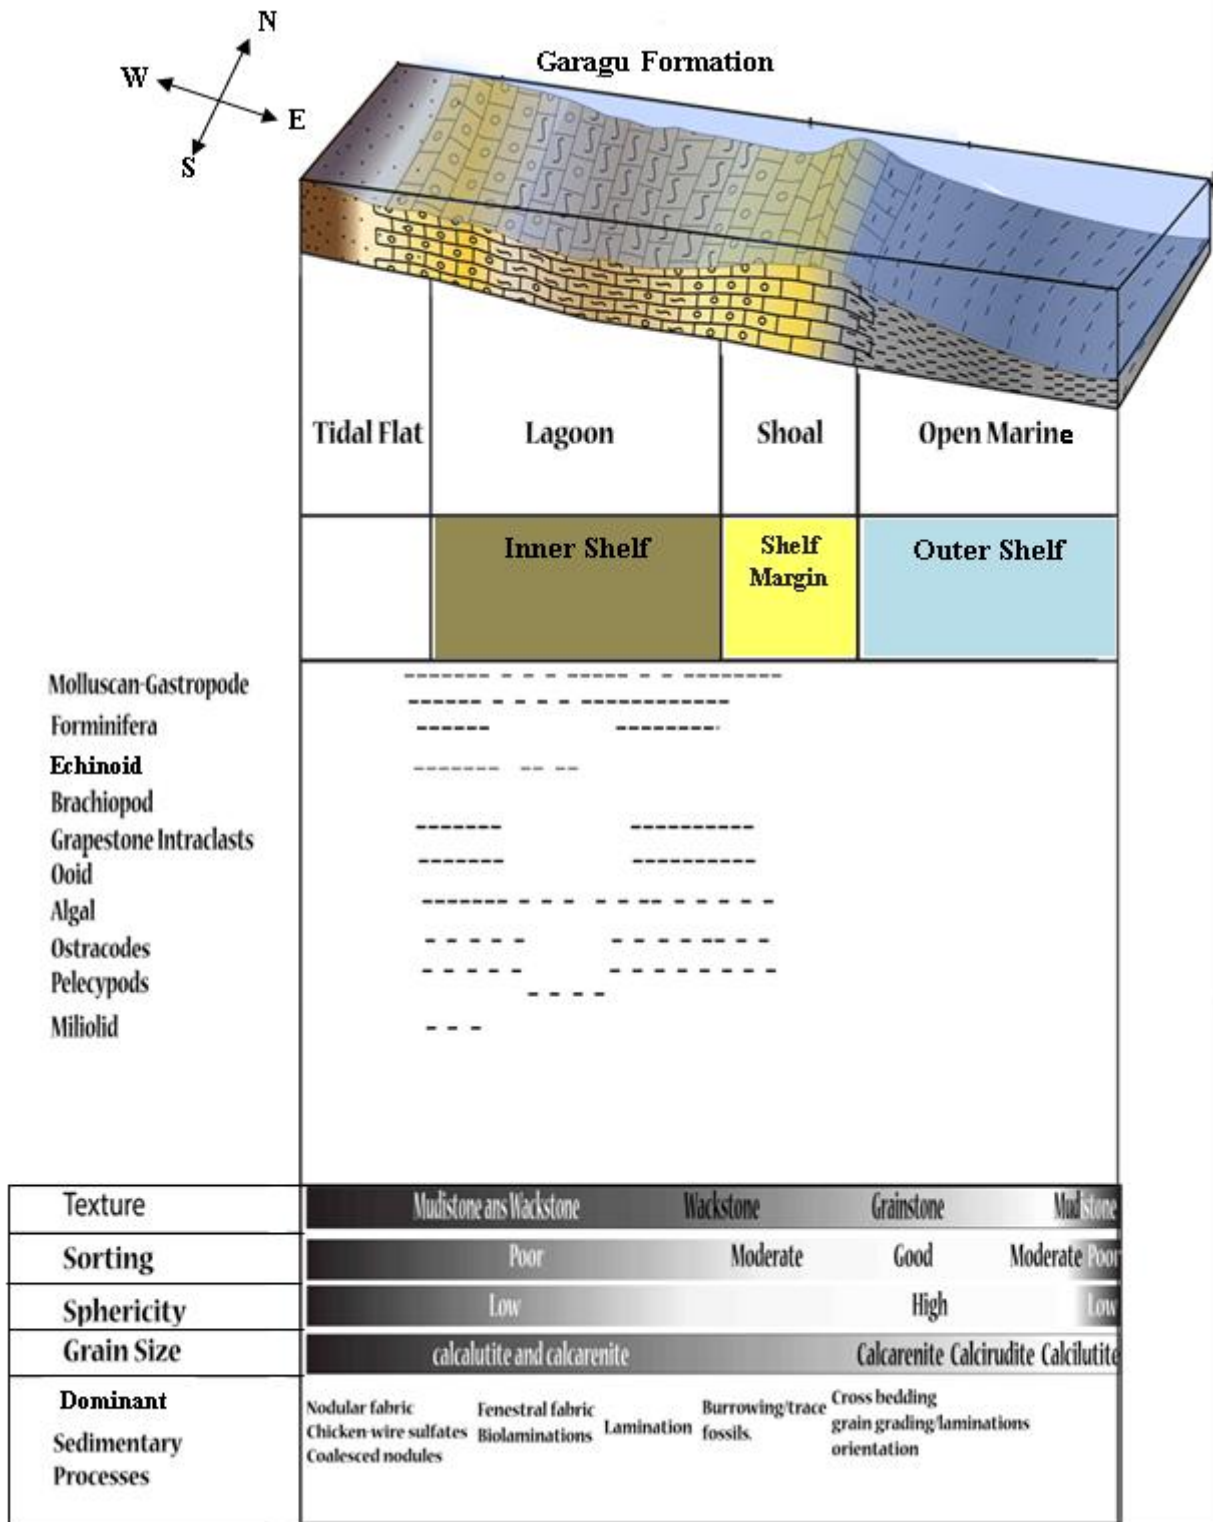 N
Garagu Formation
W
E
S
Tidal Flat Lagoon Shoal Open Marine
Inner Shelf Shelf Outer Shelf
Margin
Molluscan-Gastropode
Forminifera
Echinoid
Brachiopod
Grapestone Intraclasts
Ooid
Algal
Ostracodes
Pelecypods
Miliolid
Texture Mudistone ans Wackstone Wackstone Grainstone Mudistone
Sorting Poor Moderate Good Moderate Poor
Sphericity Low High Low
Grain Size calcalutite and calcarenite Calcarenite Calcirudite Calcilutite
Dominant
Sedimentary
Processes
Nodular fabric
Chicken-wire sulfates
Coalesced nodules
Fenestral fabric
Biolaminations
Lamination
Burrowing/trace
fossils.
Cross bedding
grain grading/laminations
orientation